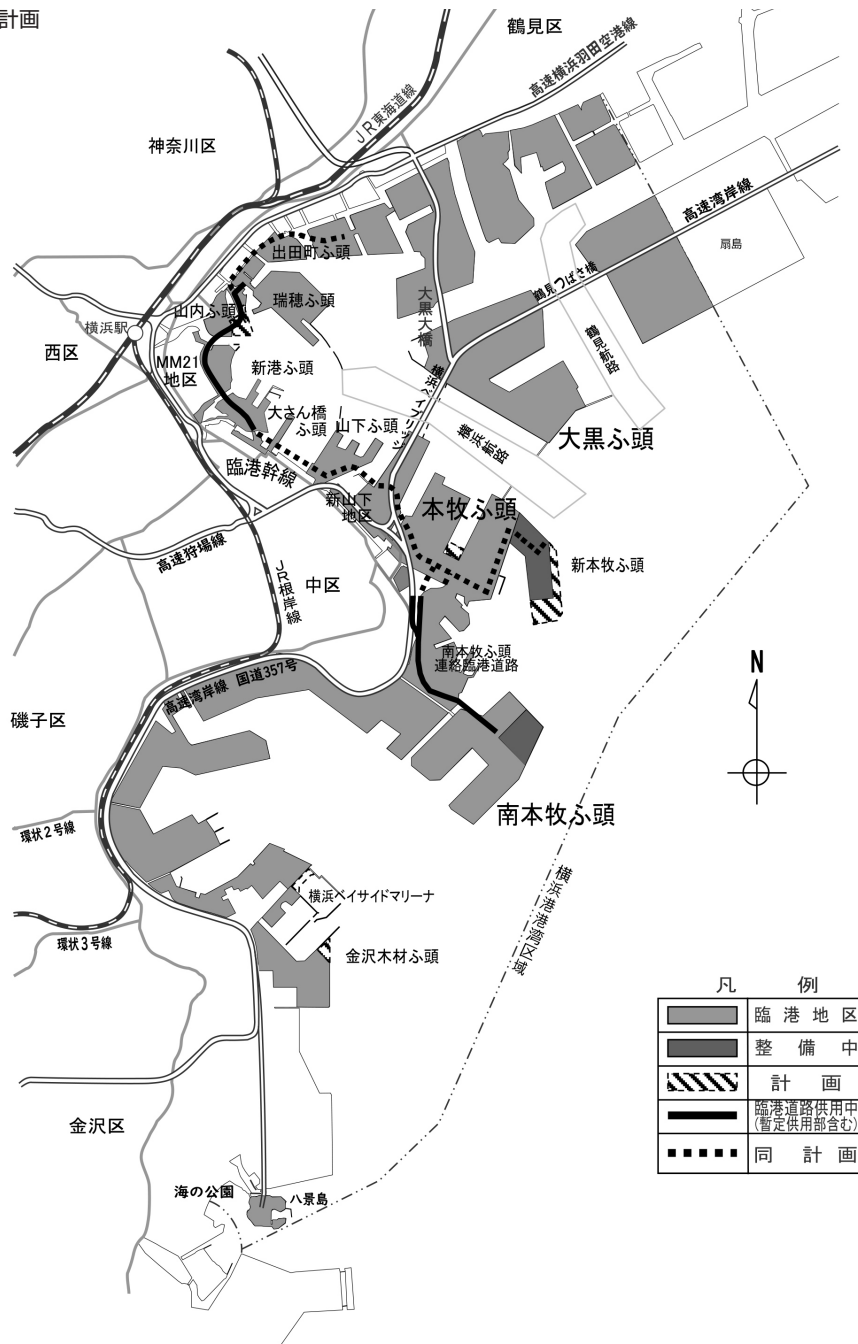 計画
鶴見区
高速横浜羽田空港線
JR東海道線
神奈川区
高速湾岸線
扇島
出田町ふ頭
鶴見つばさ橋
瑞穂ふ頭
大黒大橋
山内ふ頭
横浜駅
鶴見航路
西区
MM21
地区
新港ふ頭
横浜ベイブリッジ
大さん橋
ふ頭
山下ふ頭
横浜航路
大黒ふ頭
臨港幹線
新山下
地区
本牧ふ頭
高速狩場線
新本牧ふ頭
中区
JR根岸線
南本牧ふ頭
連絡臨港道路
高速湾岸線 国道357号
N
磯子区
南本牧ふ頭
環状2号線
横浜ベイサイドマリーナ
横浜港港湾区域
環状3号線
金沢木材ふ頭
凡例
臨港地区
整備中
計画
臨港道路供用中
(暫定供用部含む)
同計画
金沢区
海の公園
八景島